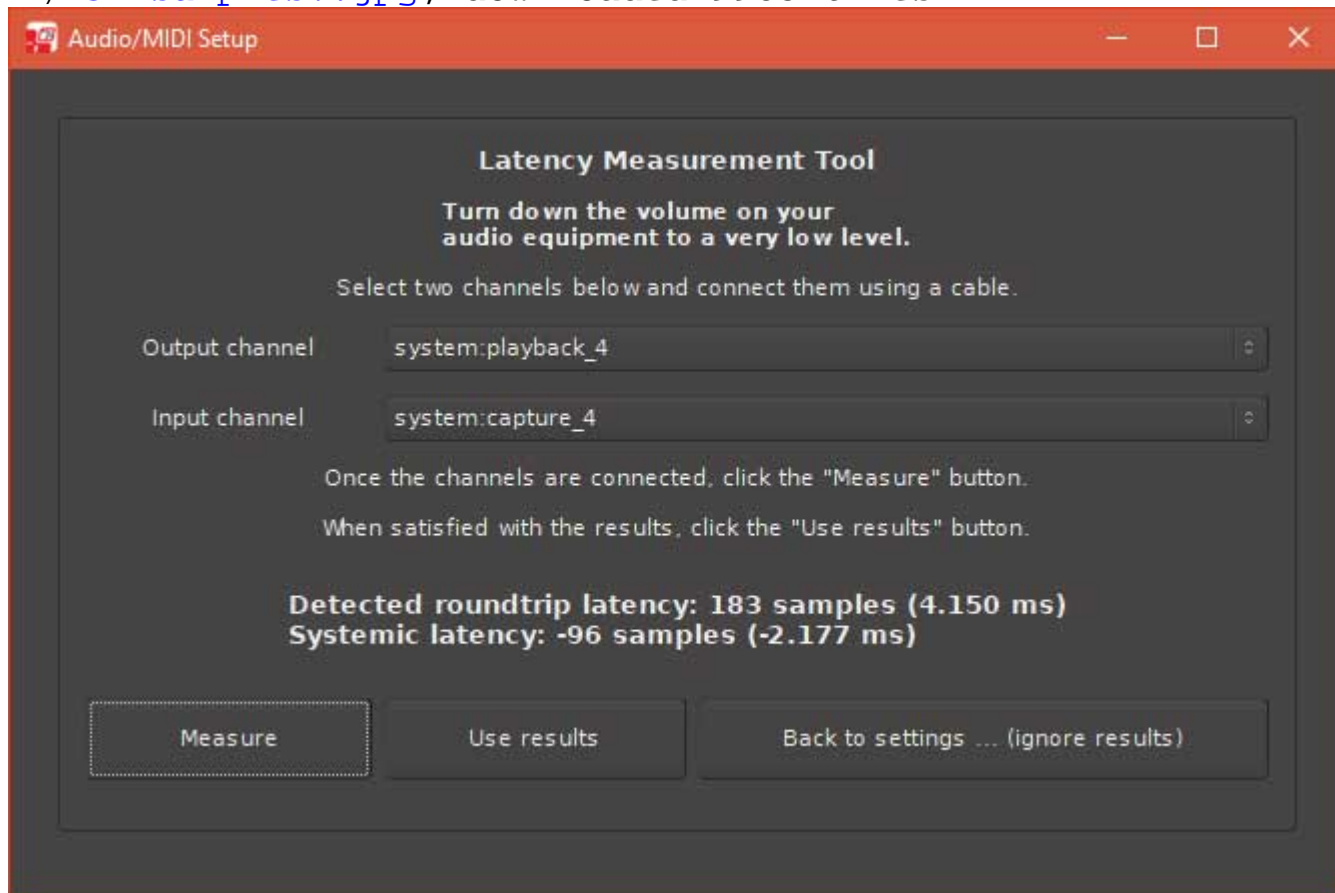 Audio/MIDI Setup
Latency Measurement Tool
Turn down the volume on your
audio equipment to a very low level.
Select two channels below and connect them using a cable.
Output channel system:playback_4
Input channel system:capture_4
Once the channels are connected, click the "Measure" button.
When satisfied with the results, click the "Use results" button.
Detected roundtrip latency: 183 samples (4.150 ms)
Systemic latency: -96 samples (-2.177 ms)
Measure Use results Back to settings ... (ignore results)